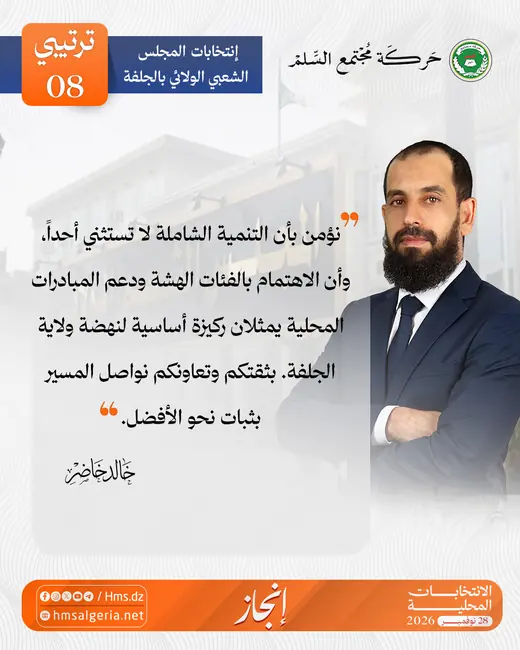 حركة مجتمع السلم
إنتخابات المجلس
الشعبي الولائي بالجلفة
ترتيبي
08
"نؤمن بأن التنمية الشاملة لا تستثني أحداً،
وأن الاهتمام بالفئات الهشة ودعم المبادرات
المحلية يمثلان ركيزة أساسية لنهضة ولاية
الجلفة. بثقتكم وتعاونكم نواصل المسير
بثبات نحو الأفضل."
خالد خاضر
الانتخابات
المحلية
28 نوفمبر 2026
إنجاز
/ Hms.dz
hmsalgeria.net